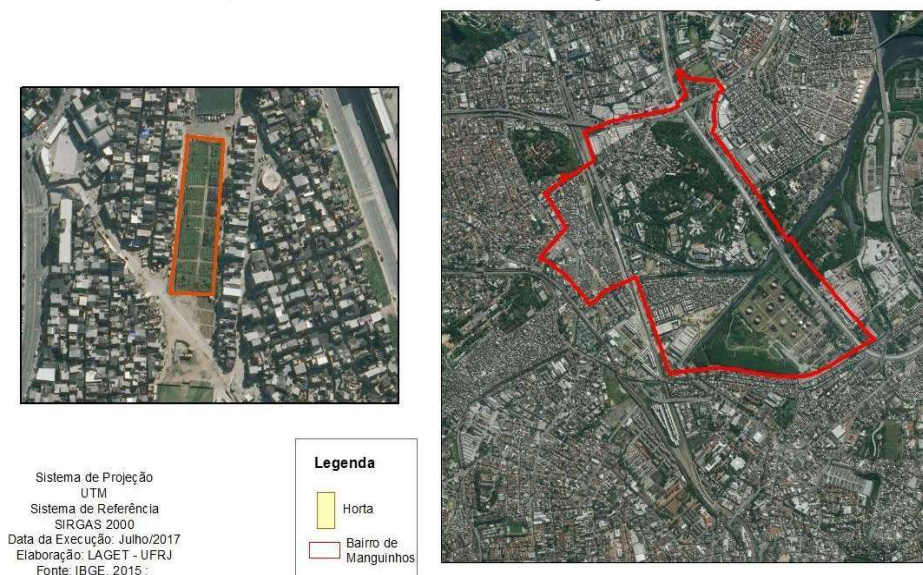 Sistema de Projeção
UTM
Sistema de Referência
SIRGAS 2000
Data da Execução: Julho/2017
Elaboração: LAGET - UFRJ
Fonte: IBGE, 2015 :
Legenda
Horta
Bairro de
Manguinhos